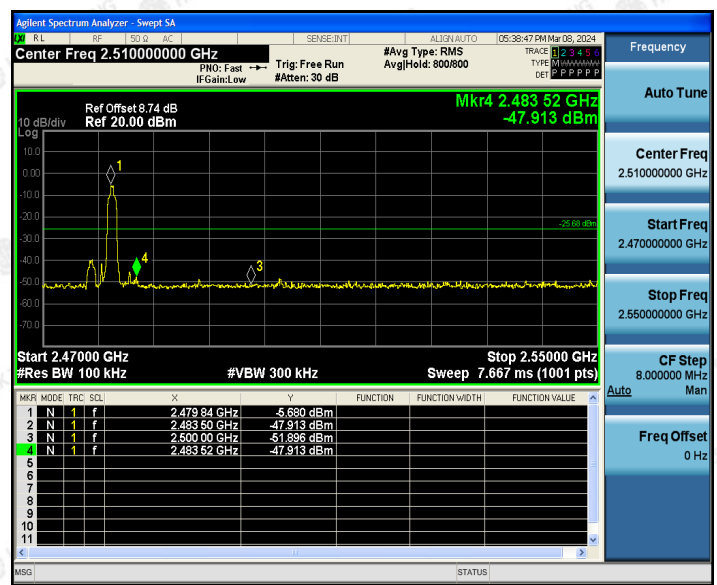 Agilent Spectrum Analyzer - Swept SA
LXI RL RF 50 Ω AC SENSE:INT ALIGN AUTO 05:38:47 PM Mar 08, 2024
Center Freq 2.510000000 GHz
PNO: Fast
IFGain:Low
Trig: Free Run
#Atten: 30 dB
#Avg Type: RMS
Avg|Hold: 800/800
TRACE 1 2 3 4 5 6
TYPE MWWWWW
DET P P P P P P
Mkr4 2.483 52 GHz
-47.913 dBm
Ref Offset 8.74 dB
10 dB/div Ref 20.00 dBm
Log
10.0
0.00
-10.0
-20.0
-30.0
-40.0
-50.0
-60.0
-70.0
1
4
3
-25.68 dBm
Start 2.47000 GHz Stop 2.55000 GHz
#Res BW 100 kHz #VBW 300 kHz Sweep 7.667 ms (1001 pts)
MKR MODE TRC SCL X Y FUNCTION FUNCTION WIDTH FUNCTION VALUE
1 N 1 f 2.479 84 GHz -5.680 dBm
2 N 1 f 2.483 50 GHz -47.913 dBm
3 N 1 f 2.500 00 GHz -51.896 dBm
4 N 1 f 2.483 52 GHz -47.913 dBm
5
6
7
8
9
10
11
MSG STATUS
Frequency
Auto Tune
Center Freq
2.510000000 GHz
Start Freq
2.470000000 GHz
Stop Freq
2.550000000 GHz
CF Step
8.000000 MHz
Auto Man
Freq Offset
0 Hz